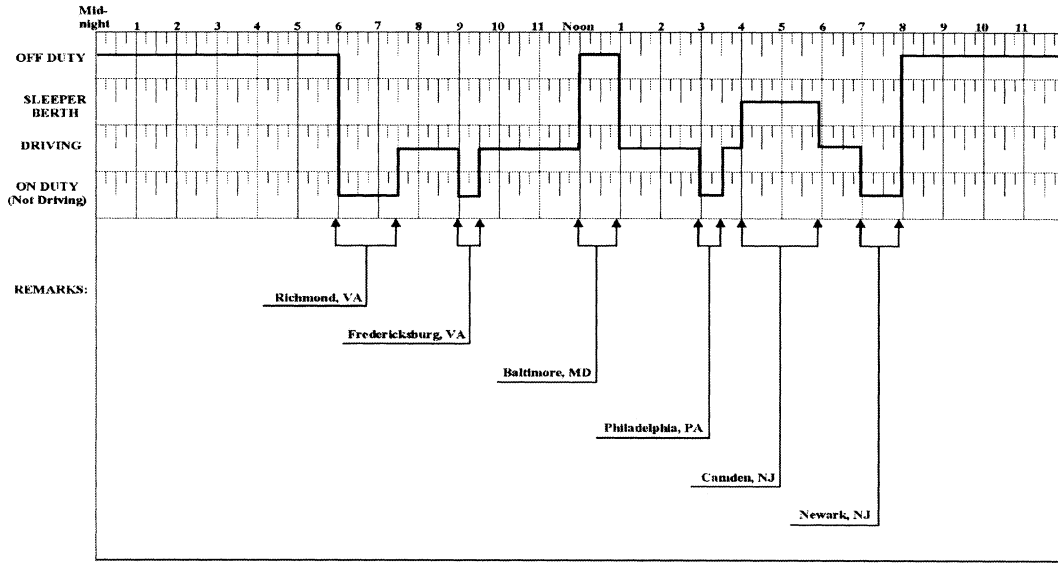 Mid-
night 1 2 3 4 5 6 7 8 9 10 11 Noon 1 2 3 4 5 6 7 8 9 10 11
OFF DUTY
SLEEPER
BERTH
DRIVING
ON DUTY
(Not Driving)
REMARKS:
Richmond, VA
Fredericksburg, VA
Baltimore, MD
Philadelphia, PA
Camden, NJ
Newark, NJ